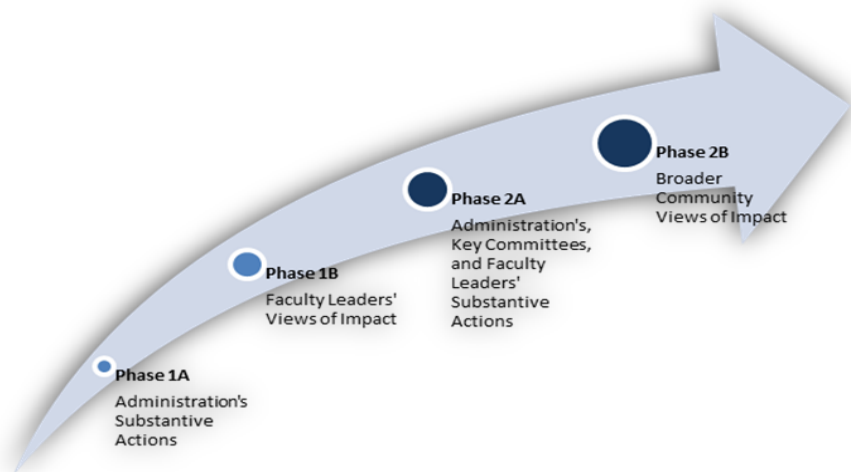 Phase 1A
Administration's
Substantive
Actions
Phase 1B
Faculty Leaders'
Views of Impact
Phase 2A
Administration's,
Key Committees,
and Faculty
Leaders'
Substantive
Actions
Phase 2B
Broader
Community
Views of Impact